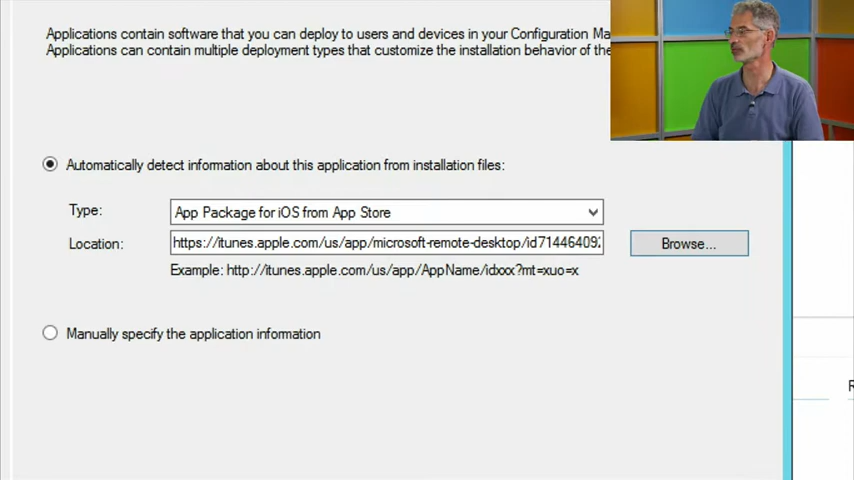 Applications contain software that you can deploy to users and devices in your Configuration Ma
Applications can contain multiple deployment types that customize the installation behavior of the
Automatically detect information about this application from installation files:
Type:
App Package for iOS from App Store
Location:
https://itunes.apple.com/us/app/microsoft-remote-desktop/id714464092
Browse...
Example: http://itunes.apple.com/us/app/AppName/idxxx?mt=xuo=x
Manually specify the application information
R